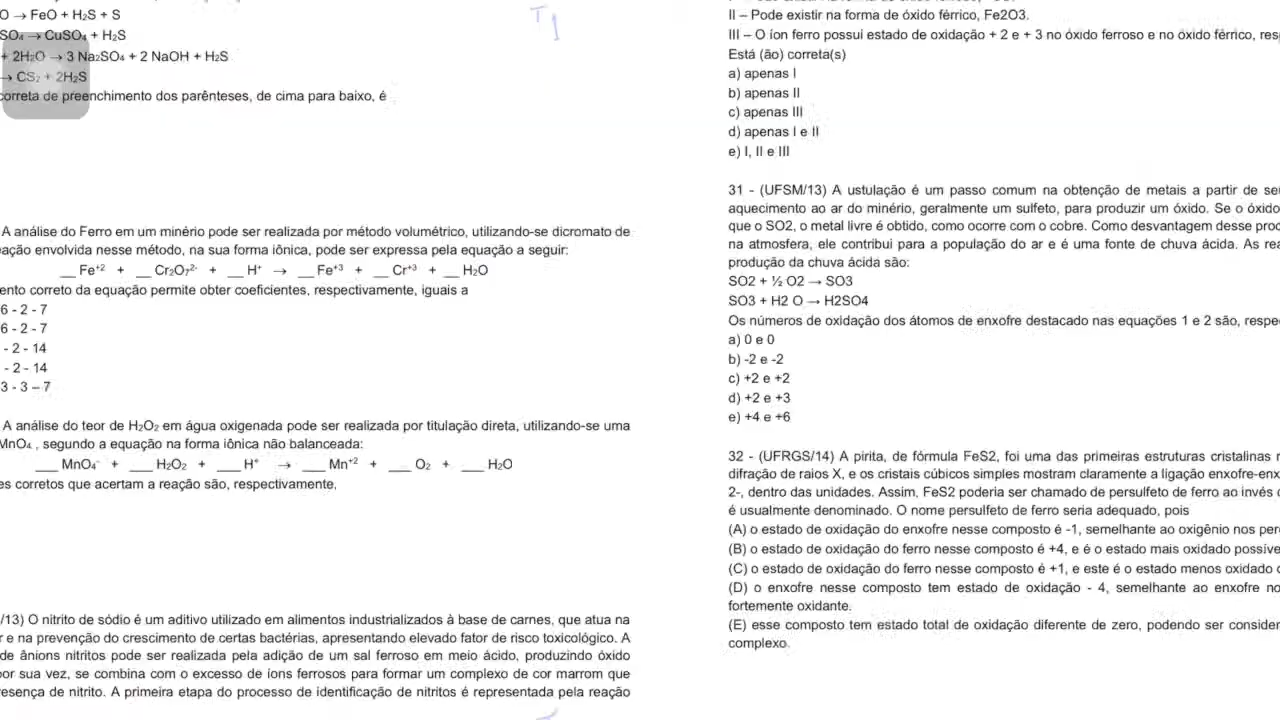 O → FeO + H2S + S
SO4 → CuSO4 + H2S
+ 2H2O → 3 Na2SO4 + 2 NaOH + H2S
→ CS2 + 2H2S
correta de preenchimento dos parênteses, de cima para baixo, é
A análise do Ferro em um minério pode ser realizada por método volumétrico, utilizando-se dicromato de
ação envolvida nesse método, na sua forma iônica, pode ser expressa pela equação a seguir:
__ Fe+2 + __ Cr2O7 2- + __ H+ → __ Fe+3 + __ Cr+3 + __ H2O
ento correto da equação permite obter coeficientes, respectivamente, iguais a
6 - 2 - 7
6 - 2 - 7
- 2 - 14
- 2 - 14
3 - 3 – 7
A análise do teor de H2O2 em água oxigenada pode ser realizada por titulação direta, utilizando-se uma
MnO4 , segundo a equação na forma iônica não balanceada:
___ MnO4- + ___ H2O2 + ___ H+ → ___ Mn+2 + ___ O2 + ___ H2O
es corretos que acertam a reação são, respectivamente,
/13) O nitrito de sódio é um aditivo utilizado em alimentos industrializados à base de carnes, que atua na
r e na prevenção do crescimento de certas bactérias, apresentando elevado fator de risco toxicológico. A
de ânions nitritos pode ser realizada pela adição de um sal ferroso em meio ácido, produzindo óxido
por sua vez, se combina com o excesso de íons ferrosos para formar um complexo de cor marrom que
resença de nitrito. A primeira etapa do processo de identificação de nitritos é representada pela reação
II – Pode existir na forma de óxido férrico, Fe2O3.
III – O íon ferro possui estado de oxidação + 2 e + 3 no óxido ferroso e no óxido férrico, res
Está (ão) correta(s)
a) apenas I
b) apenas II
c) apenas III
d) apenas I e II
e) I, II e III
31 - (UFSM/13) A ustulação é um passo comum na obtenção de metais a partir de se
aquecimento ao ar do minério, geralmente um sulfeto, para produzir um óxido. Se o óxido
que o SO2, o metal livre é obtido, como ocorre com o cobre. Como desvantagem desse proc
na atmosfera, ele contribui para a população do ar e é uma fonte de chuva ácida. As rea
produção da chuva ácida são:
SO2 + ½ O2 → SO3
SO3 + H2 O → H2SO4
Os números de oxidação dos átomos de enxofre destacado nas equações 1 e 2 são, respe
a) 0 e 0
b) -2 e -2
c) +2 e +2
d) +2 e +3
e) +4 e +6
32 - (UFRGS/14) A pirita, de fórmula FeS2, foi uma das primeiras estruturas cristalinas r
difração de raios X, e os cristais cúbicos simples mostram claramente a ligação enxofre-enx
2-, dentro das unidades. Assim, FeS2 poderia ser chamado de persulfeto de ferro ao invés
é usualmente denominado. O nome persulfeto de ferro seria adequado, pois
(A) o estado de oxidação do enxofre nesse composto é -1, semelhante ao oxigênio nos per
(B) o estado de oxidação do ferro nesse composto é +4, e é o estado mais oxidado possíve
(C) o estado de oxidação do ferro nesse composto é +1, e este é o estado menos oxidado
(D) o enxofre nesse composto tem estado de oxidação - 4, semelhante ao enxofre no
fortemente oxidante.
(E) esse composto tem estado total de oxidação diferente de zero, podendo ser consider
complexo.